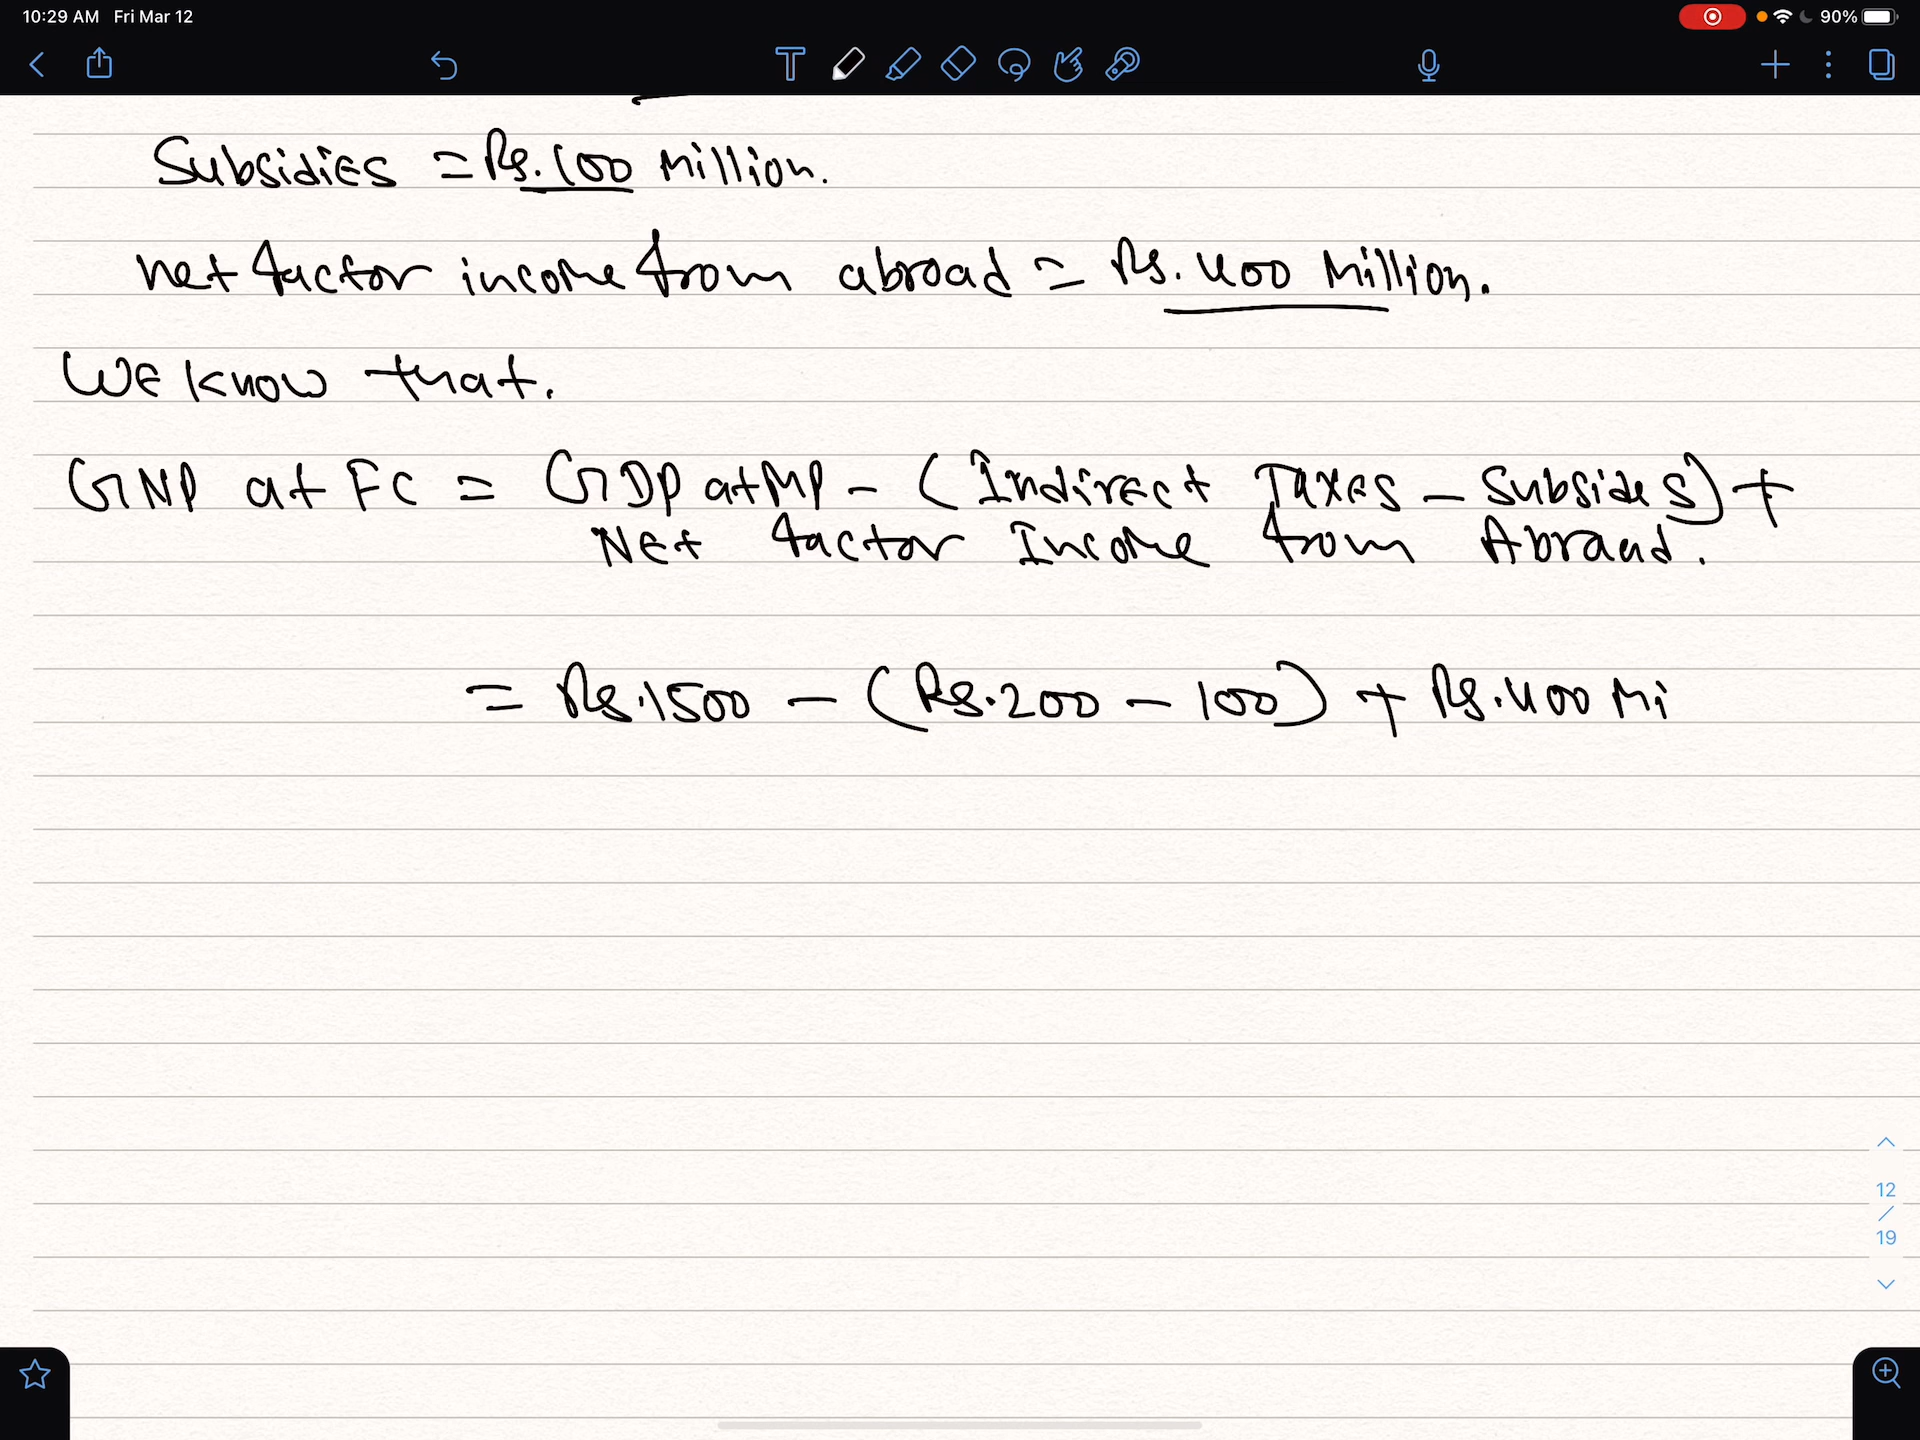 10:29 AM Fri Mar 12
90%
Subsidies = Rs.100 Million.
net factor income from abroad = Rs. 400 Million.
We know that.
GNP at FC = GDP at MP - (Indirect Taxes - Subsides) +
Net factor Income from Abroad.
= Rs.1500 - (Rs.200 - 100) + Rs.400 Mi
12
/
19